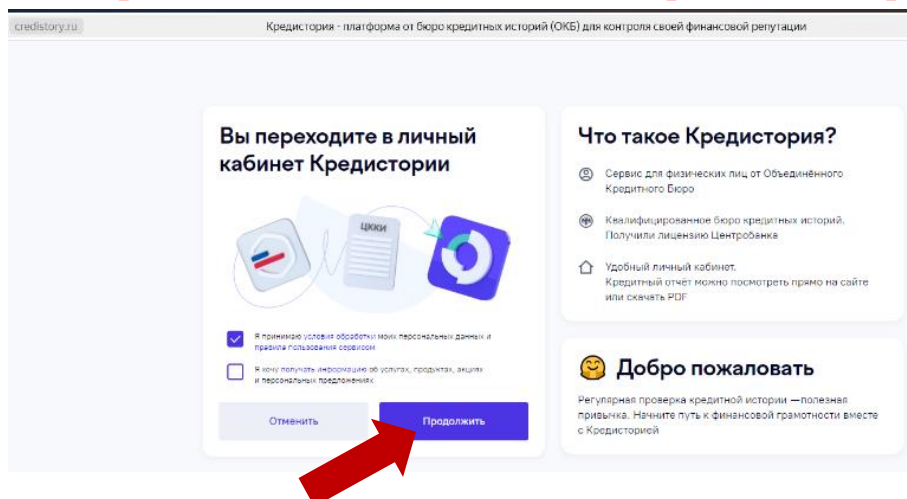 credistory.ru
Кредистория - платформа от бюро кредитных историй (ОКБ) для контроля своей финансовой репутации
Вы переходите в личный
кабинет Кредистории
ЦККИ
Я принимаю условия обработки моих персональных данных и
правила пользования сервисом
Я хочу получать информацию об услугах, продуктах, акциях
и персональных предложениях
Отменить
Продолжить
Что такое Кредистория?
Сервис для физических лиц от Объединённого
Кредитного Бюро
Квалифицированное бюро кредитных историй.
Получили лицензию Центробанка
Удобный личный кабинет.
Кредитный отчёт можно посмотреть прямо на сайте
или скачать PDF
Добро пожаловать
Регулярная проверка кредитной истории —полезная
привычка. Начните путь к финансовой грамотности вместе
с Кредисторией